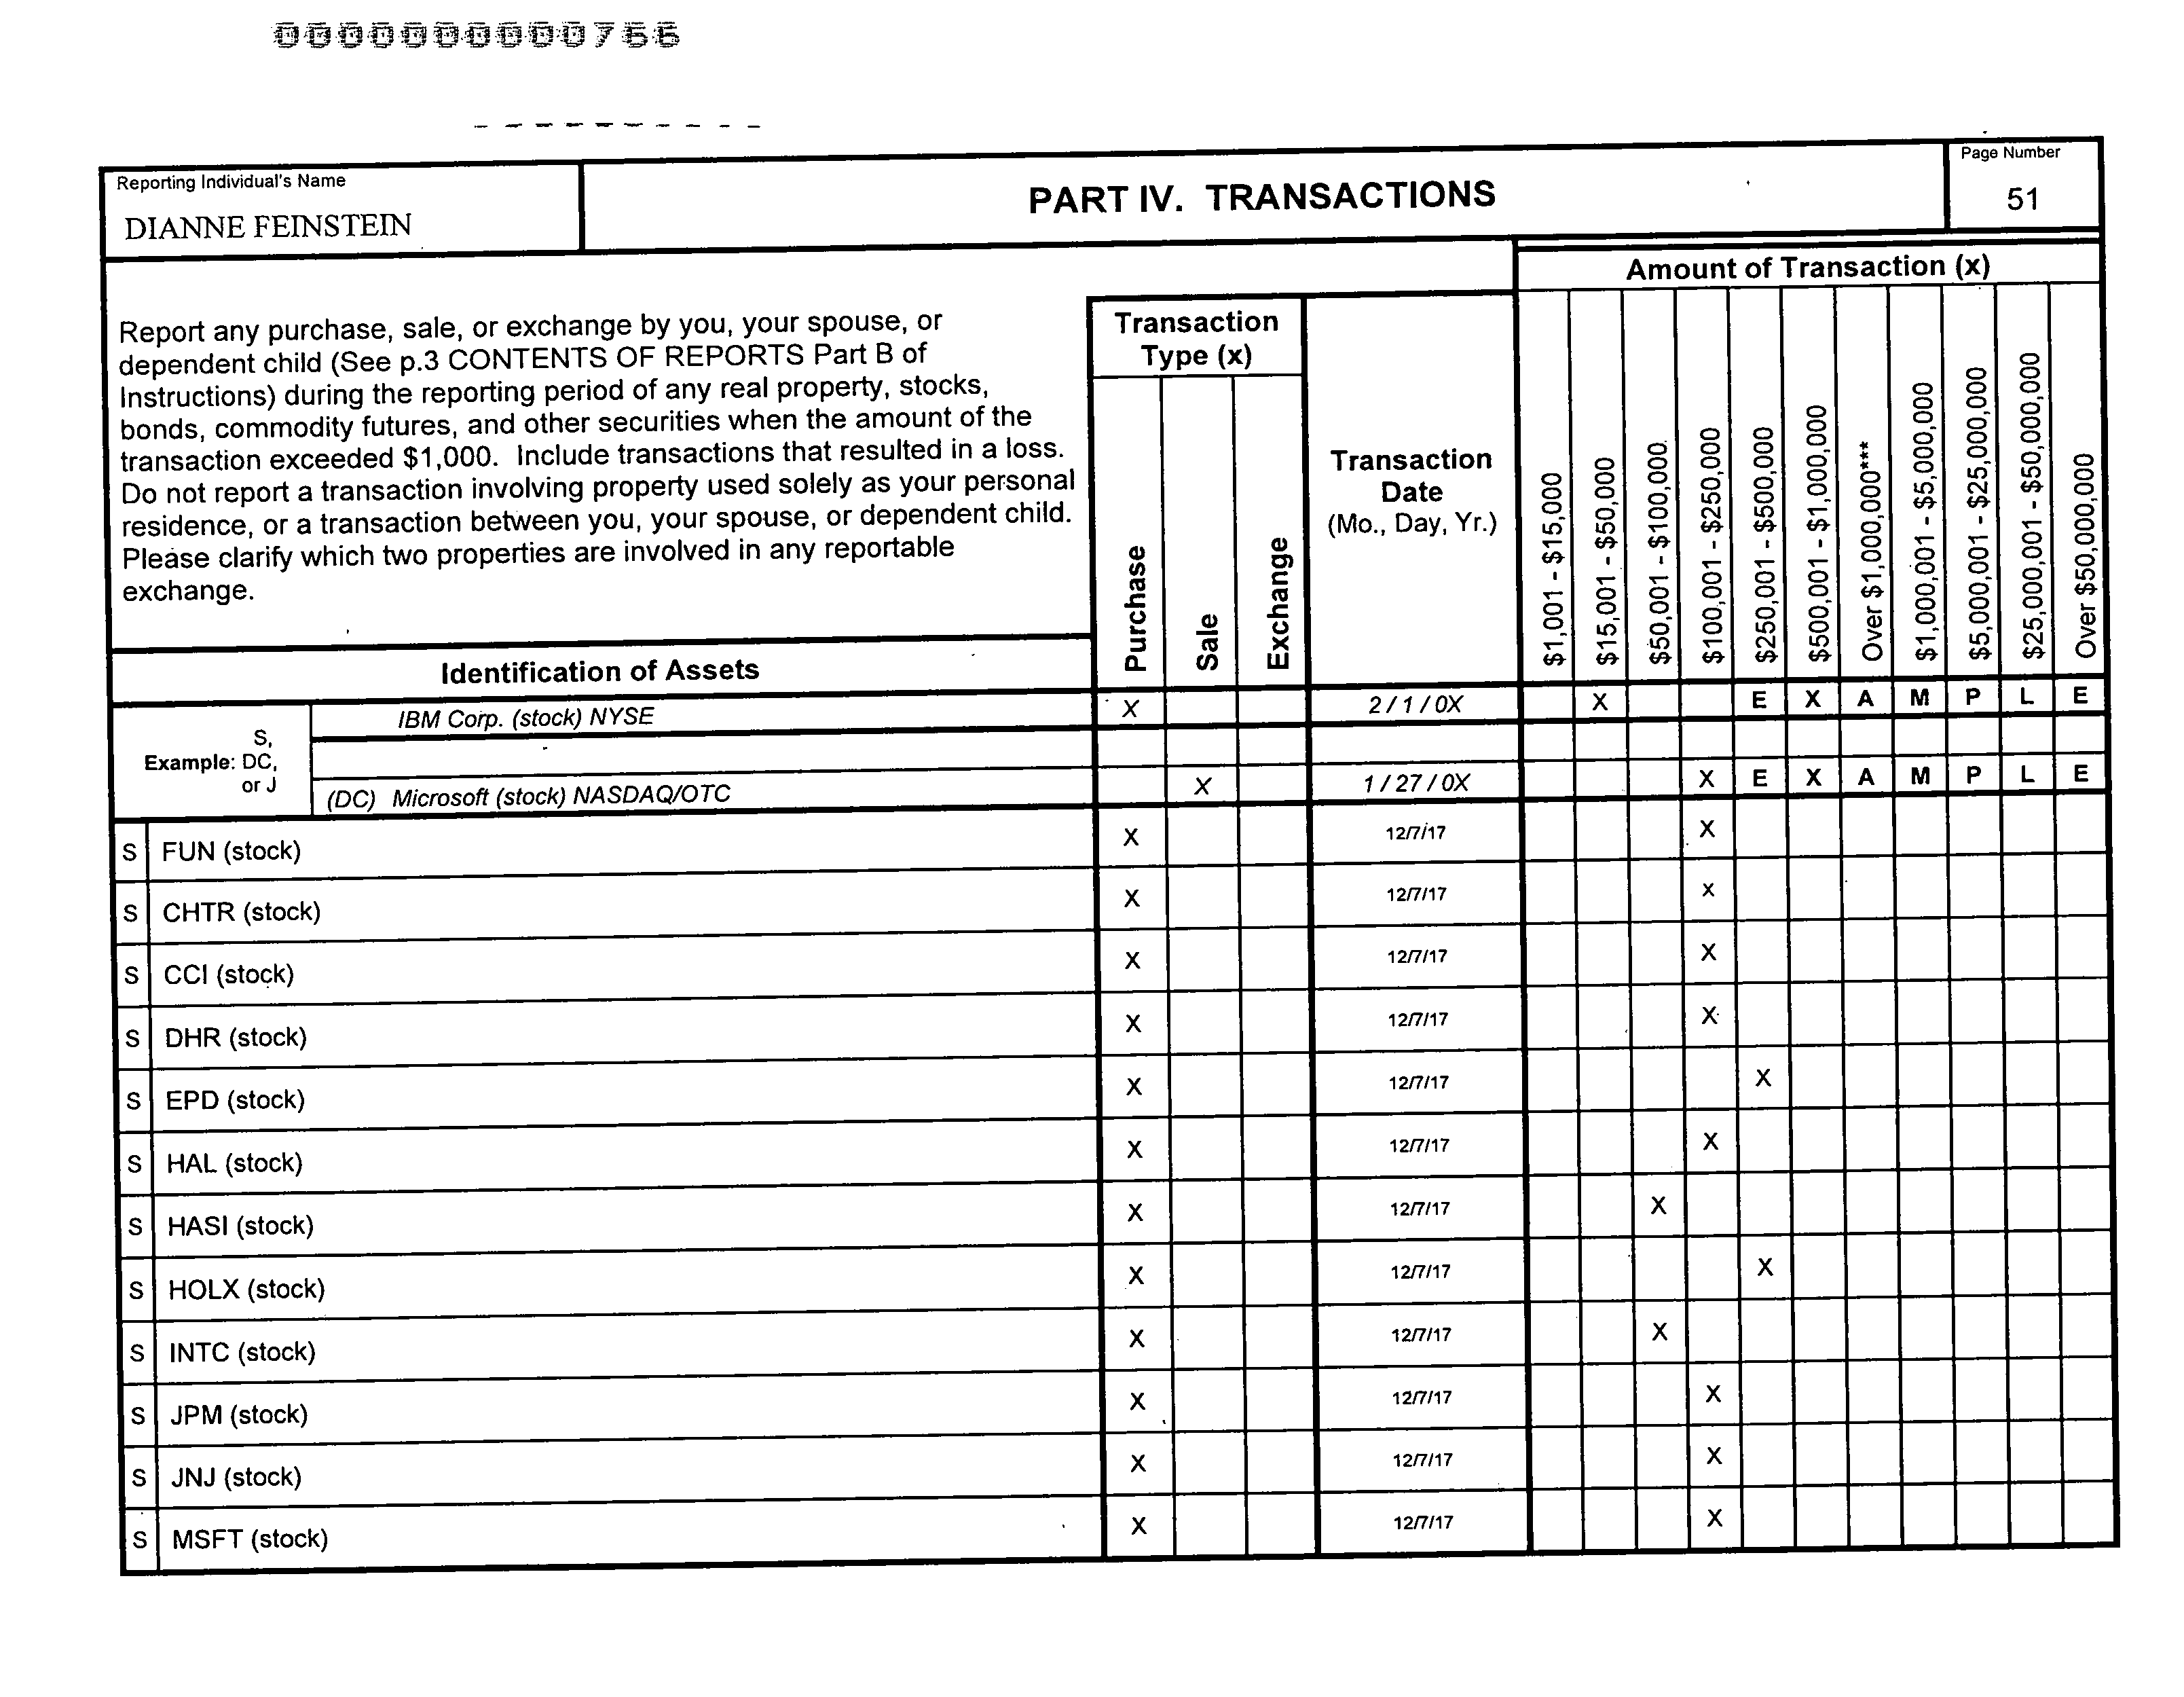 0000000000766
Reporting Individual's Name
DIANNE FEINSTEIN
PART IV. TRANSACTIONS
Page Number
51
Report any purchase, sale, or exchange by you, your spouse, or
dependent child (See p.3 CONTENTS OF REPORTS Part B of
Instructions) during the reporting period of any real property, stocks,
bonds, commodity futures, and other securities when the amount of the
transaction exceeded $1,000. Include transactions that resulted in a loss.
Do not report a transaction involving property used solely as your personal
residence, or a transaction between you, your spouse, or dependent child.
Please clarify which two properties are involved in any reportable
exchange.
Identification of Assets
Transaction
Type (x)
Purchase
Sale
Exchange
Transaction
Date
(Mo., Day, Yr.)
Amount of Transaction (x)
$1,001 - $15,000
$15,001 - $50,000
$50,001 - $100,000
$100,001 - $250,000
$250,001 - $500,000
$500,001 - $1,000,000
Over $1,000,000***
$1,000,001 - $5,000,000
$5,000,001 - $25,000,000
$25,000,001 - $50,000,000
Over $50,000,000
Example: S, DC, or J
IBM Corp. (stock) NYSE X 2 / 1 / 0X X E X A M P L E
(DC) Microsoft (stock) NASDAQ/OTC X 1 / 27 / 0X X E X A M P L E
S FUN (stock) X 12/7/17 X
S CHTR (stock) X 12/7/17 x
S CCI (stock) X 12/7/17 X
S DHR (stock) X 12/7/17 X
S EPD (stock) X 12/7/17 X
S HAL (stock) X 12/7/17 X
S HASI (stock) X 12/7/17 X
S HOLX (stock) X 12/7/17 X
S INTC (stock) X 12/7/17 X
S JPM (stock) X 12/7/17 X
S JNJ (stock) X 12/7/17 X
S MSFT (stock) X 12/7/17 X